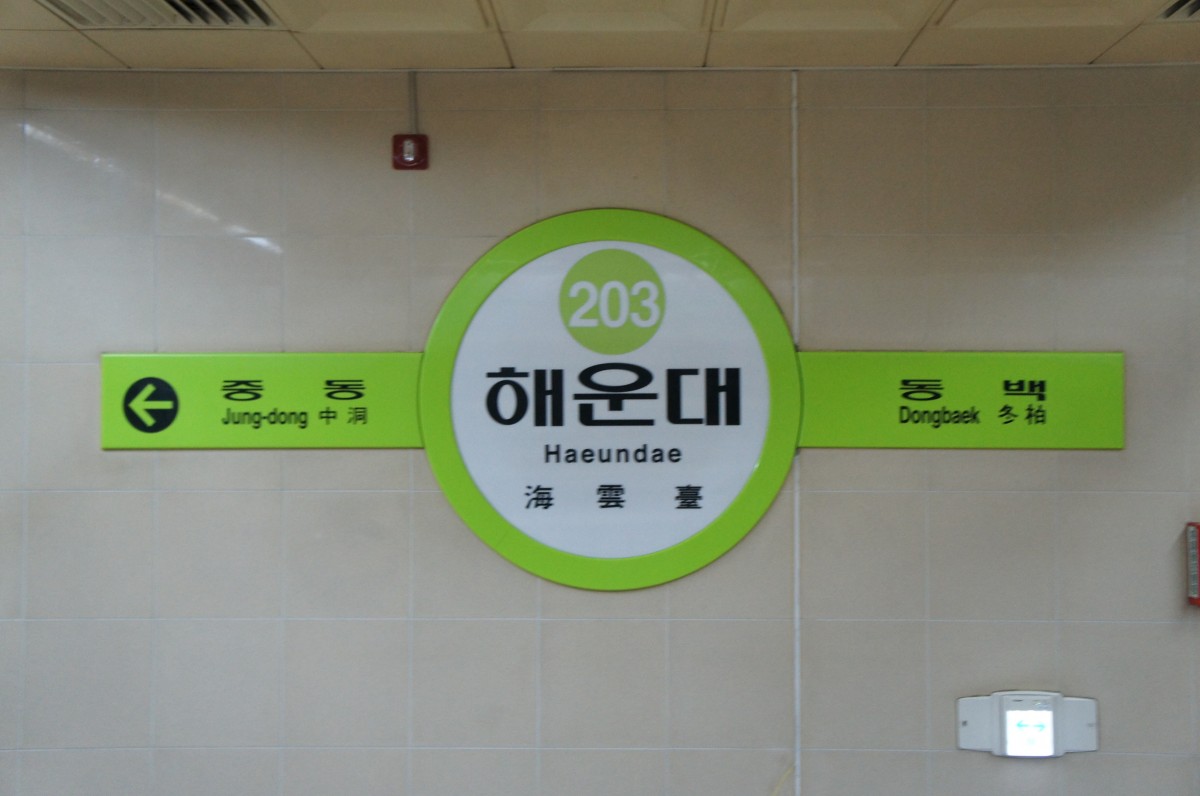 203
해운대
Haeundae
海雲臺
중동
Jung-dong 中洞
동백
Dongbaek 冬柏